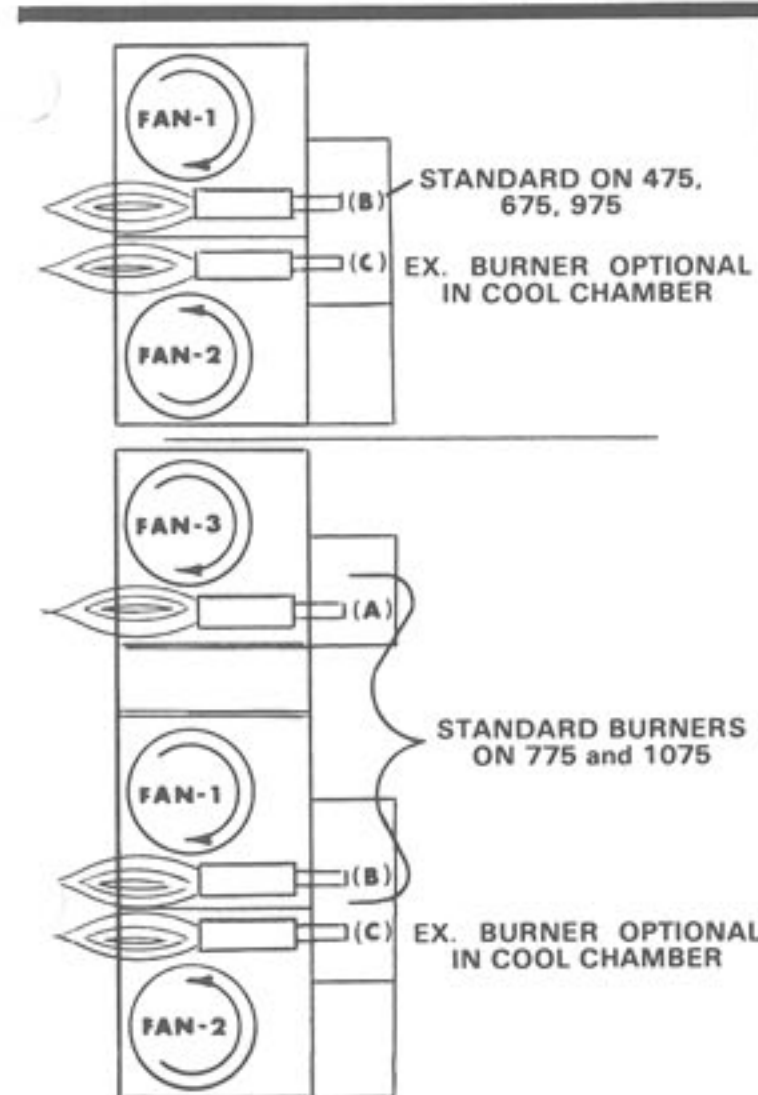 FAN-1
(B) STANDARD ON 475,
675, 975
(C) EX. BURNER OPTIONAL
IN COOL CHAMBER
FAN-2
FAN-3
(A)
STANDARD BURNERS
ON 775 and 1075
FAN-1
(B)
(C) EX. BURNER OPTIONAL
IN COOL CHAMBER
FAN-2